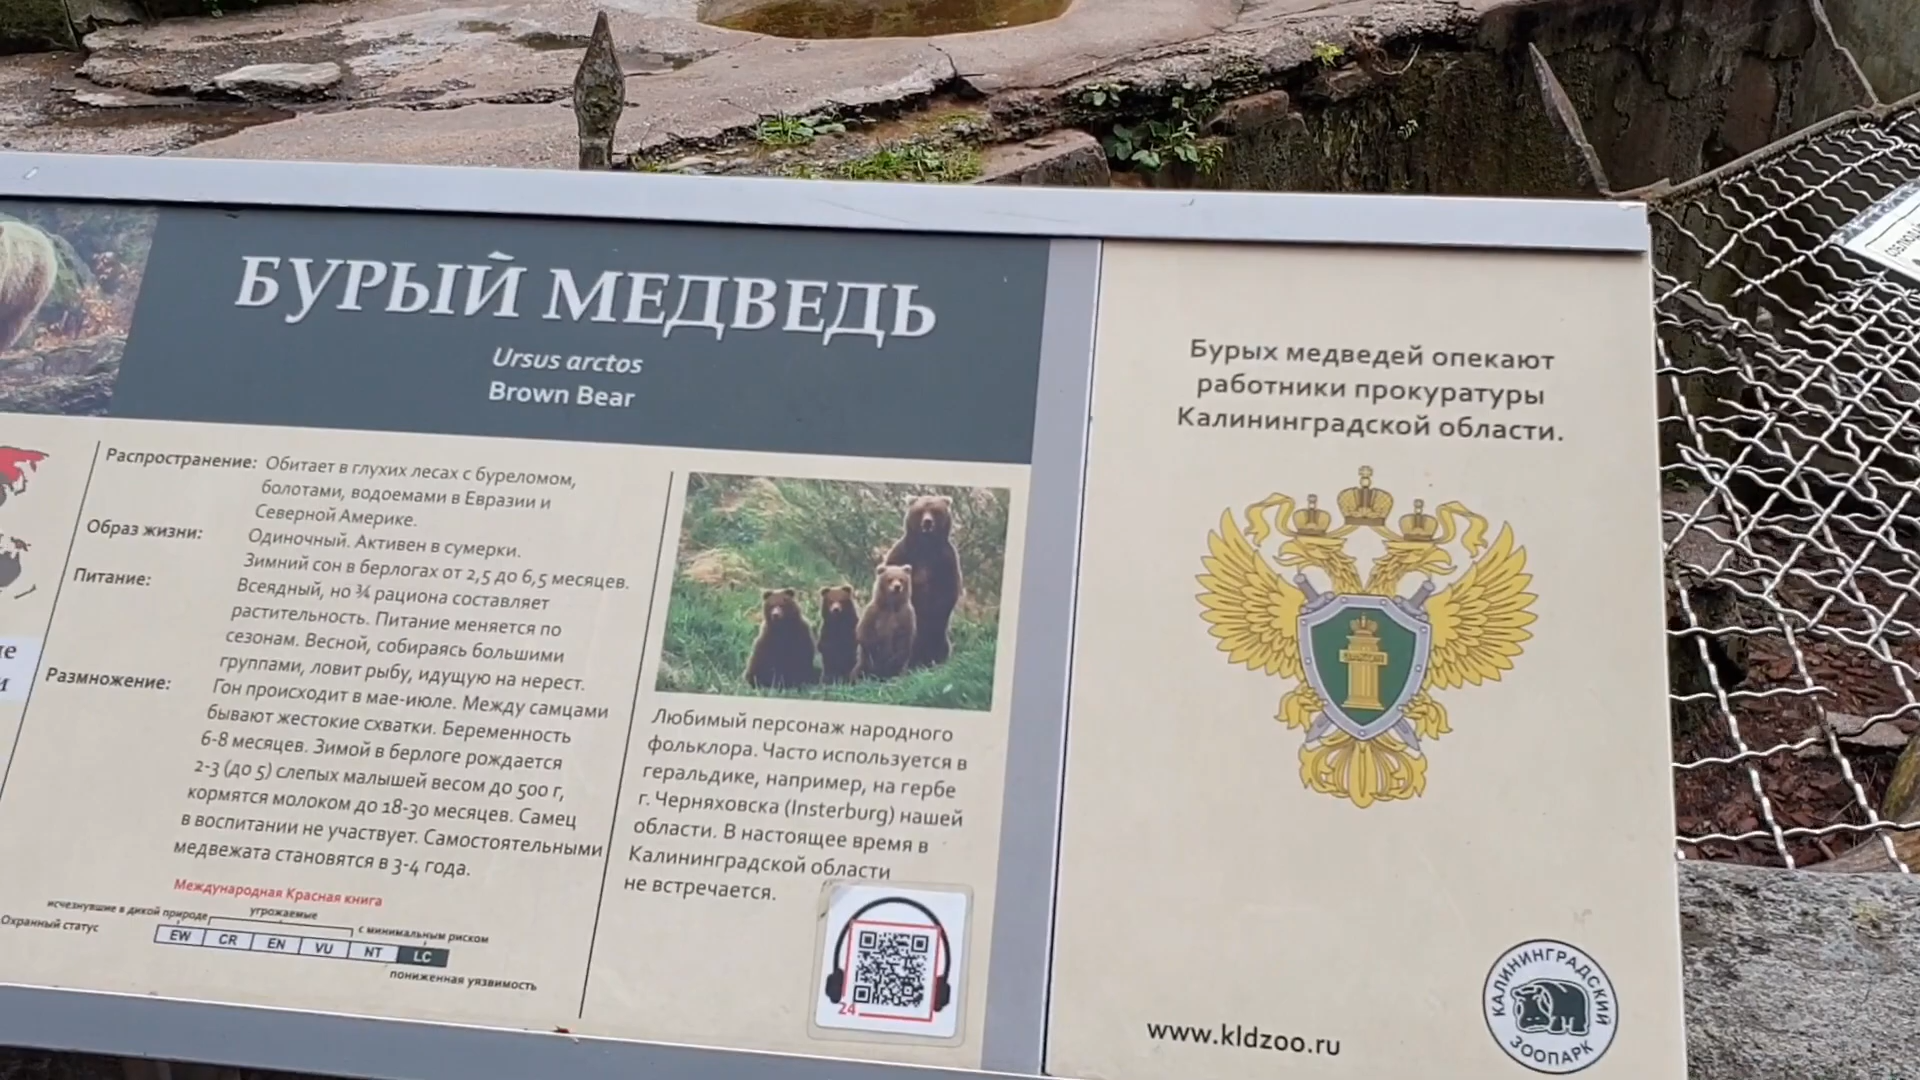 БУРЫЙ МЕДВЕДЬ
Ursus arctos
Brown Bear
Распространение: Обитает в глухих лесах с буреломом,
болотами, водоемами в Евразии и
Северной Америке.
Образ жизни: Одиночный. Активен в сумерки.
Зимний сон в берлогах от 2,5 до 6,5 месяцев.
Питание: Всеядный, но ¾ рациона составляет
растительность. Питание меняется по
сезонам. Весной, собираясь большими
группами, ловит рыбу, идущую на нерест.
Размножение: Гон происходит в мае-июле. Между самцами
бывают жестокие схватки. Беременность
6-8 месяцев. Зимой в берлоге рождается
2-3 (до 5) слепых малышей весом до 500 г,
кормятся молоком до 18-30 месяцев. Самец
в воспитании не участвует. Самостоятельными
медвежата становятся в 3-4 года.
Международная Красная книга
исчезнувшие в дикой природе
угрожаемые
с минимальным риском
Охранный статус
EW CR EN VU NT LC
пониженная уязвимость
Любимый персонаж народного
фольклора. Часто используется в
геральдике, например, на гербе
г. Черняховска (Insterburg) нашей
области. В настоящее время в
Калининградской области
не встречается.
24
Бурых медведей опекают
работники прокуратуры
Калининградской области.
www.kldzoo.ru
КАЛИНИНГРАДСКИЙ
ЗООПАРК